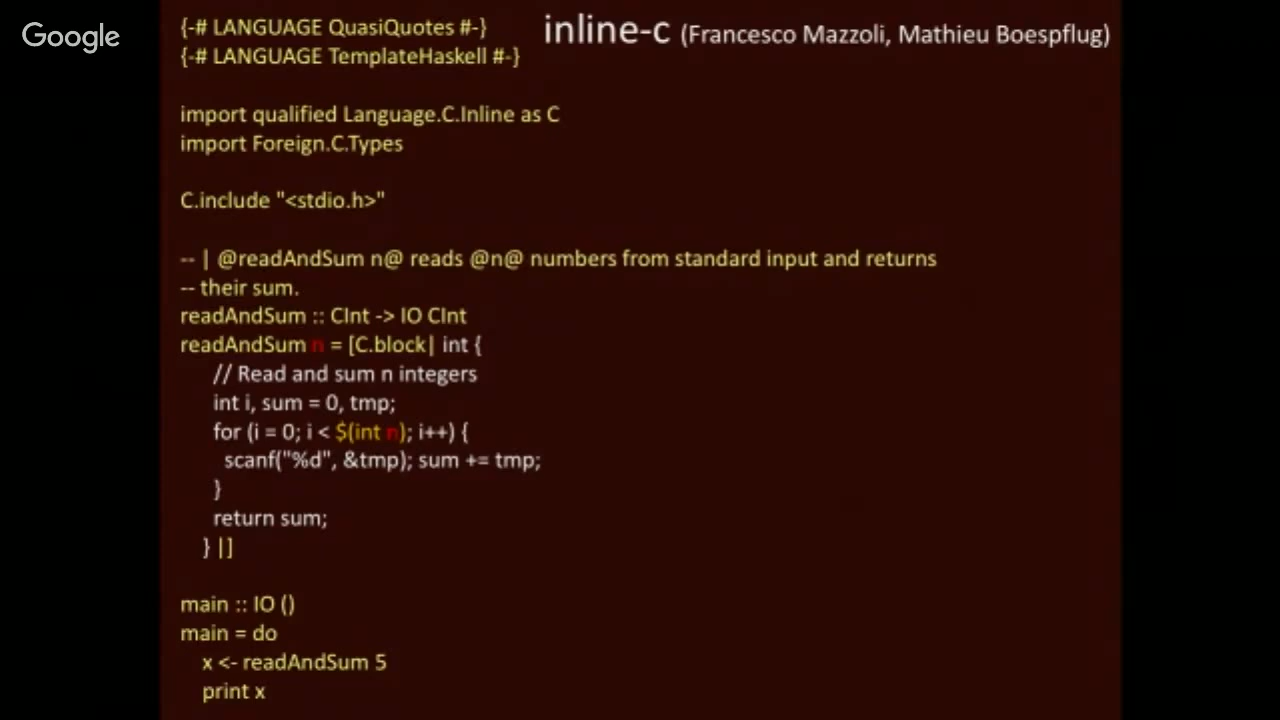 Google
inline-c (Francesco Mazzoli, Mathieu Boespflug)
{-# LANGUAGE QuasiQuotes #-}
{-# LANGUAGE TemplateHaskell #-}
import qualified Language.C.Inline as C
import Foreign.C.Types
C.include "<stdio.h>"
-- | @readAndSum n@ reads @n@ numbers from standard input and returns
-- their sum.
readAndSum :: CInt -> IO CInt
readAndSum n = [C.block| int {
// Read and sum n integers
int i, sum = 0, tmp;
for (i = 0; i < $(int n); i++) {
scanf("%d", &tmp); sum += tmp;
}
return sum;
} |]
main :: IO ()
main = do
x <- readAndSum 5
print x